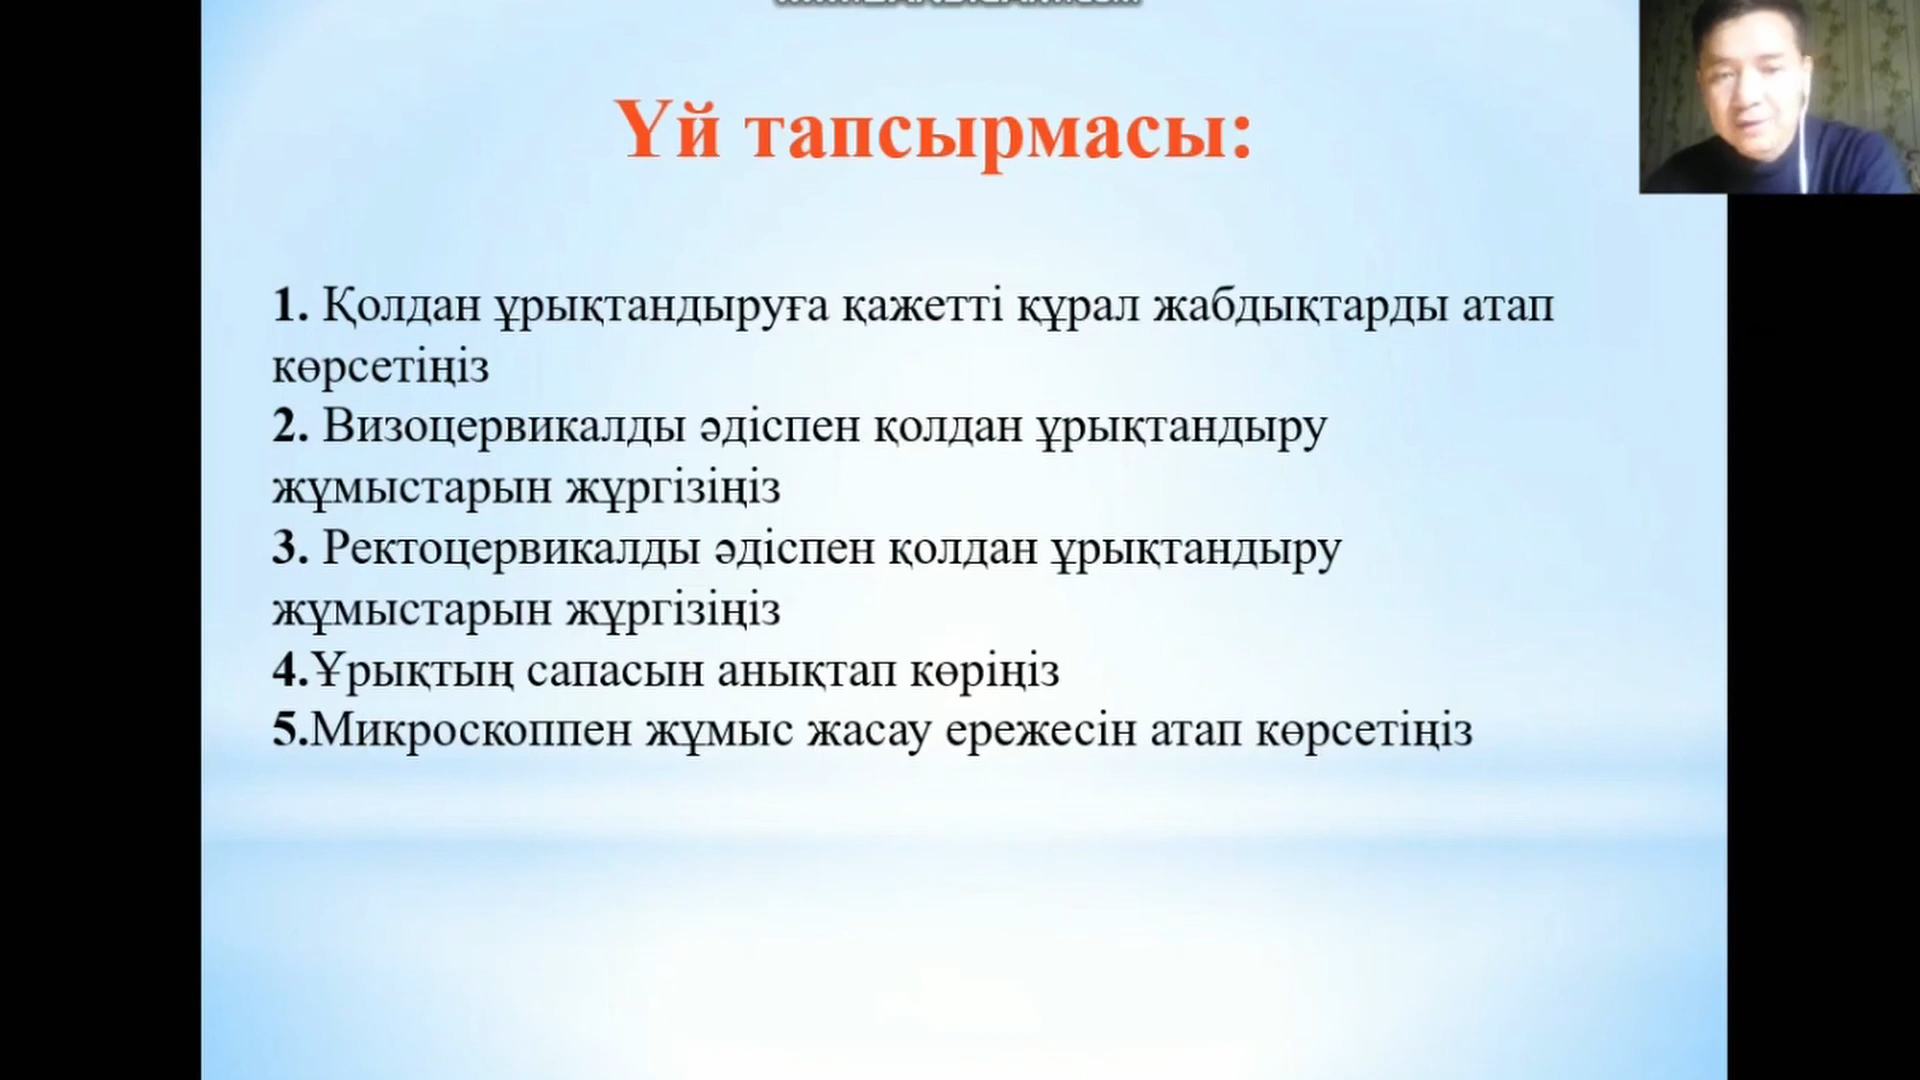 Үй тапсырмасы:
1. Қолдан ұрықтандыруға қажетті құрал жабдықтарды атап
көрсетіңіз
2. Визоцервикалды әдіспен қолдан ұрықтандыру
жұмыстарын жүргізіңіз
3. Ректоцервикалды әдіспен қолдан ұрықтандыру
жұмыстарын жүргізіңіз
4.Ұрықтың сапасын анықтап көріңіз
5.Микроскоппен жұмыс жасау ережесін атап көрсетіңіз